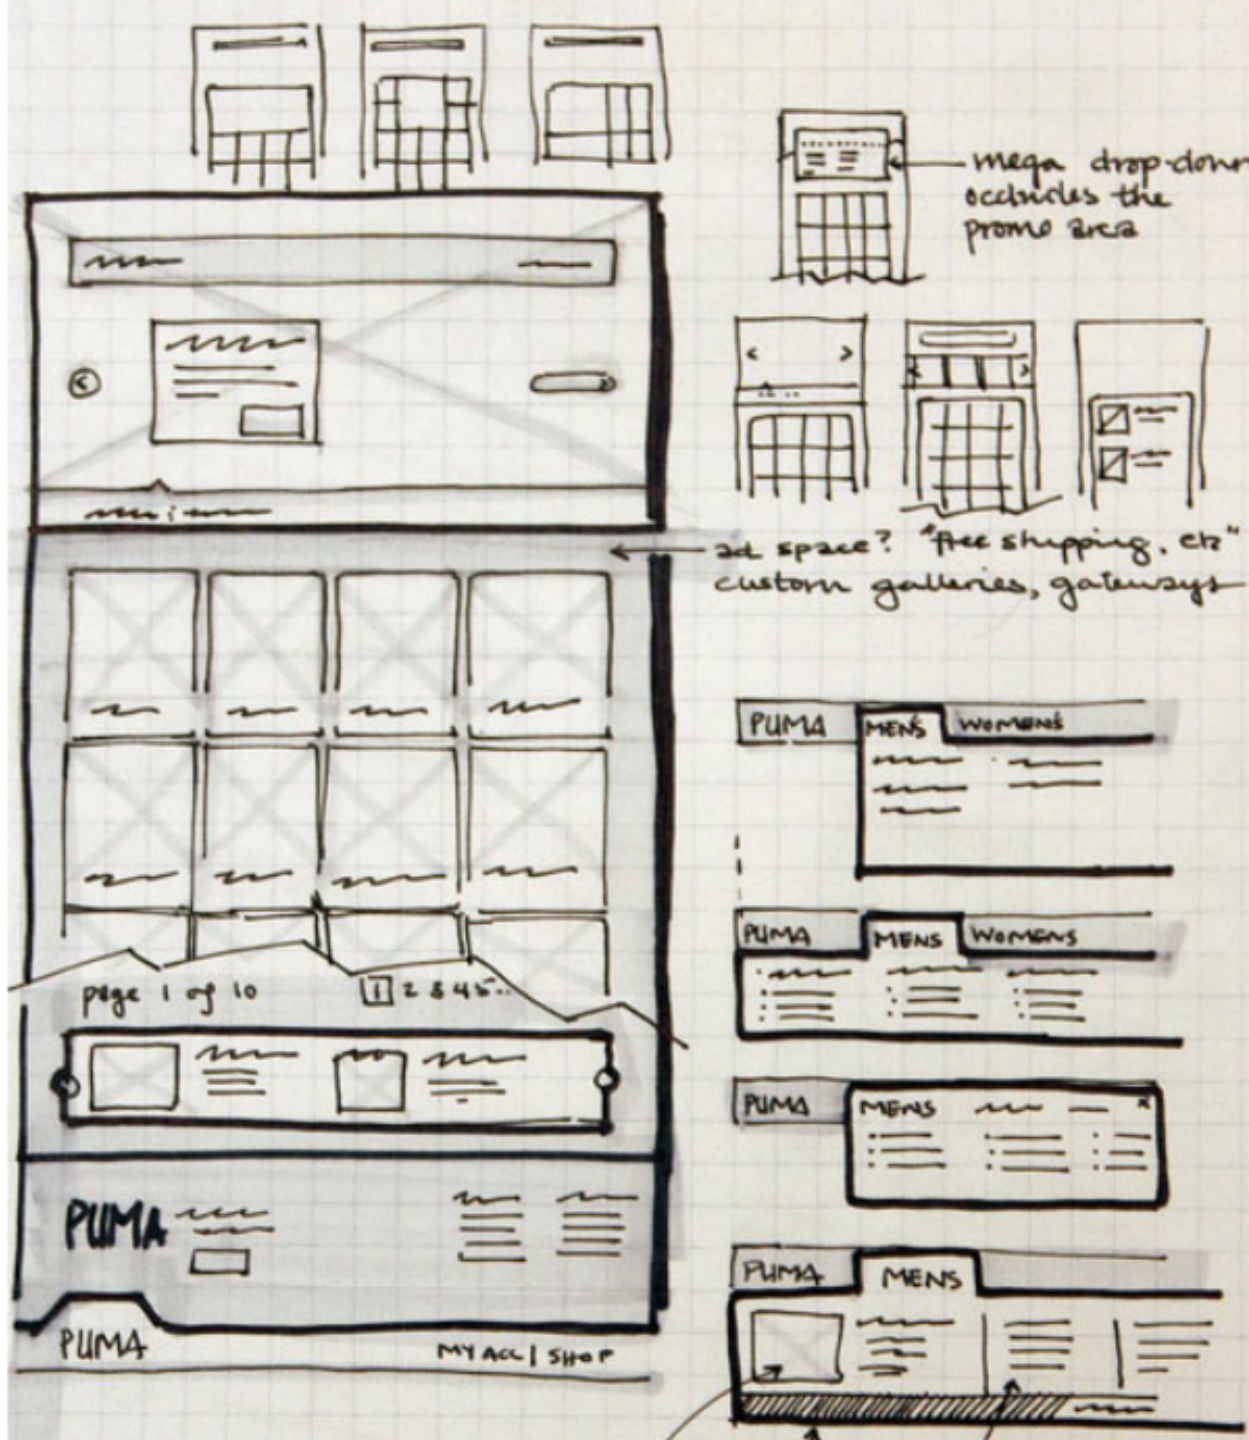 mega drop-down
occludes the
promo area
ad space? "free shipping, etc"
custom galleries, gateways
PUMA MENS WOMENS
PUMA MENS WOMENS
page 1 of 10 1 2 3 4 5..
PUMA MENS x
PUMA
PUMA MENS
PUMA MY ACC | SHOP